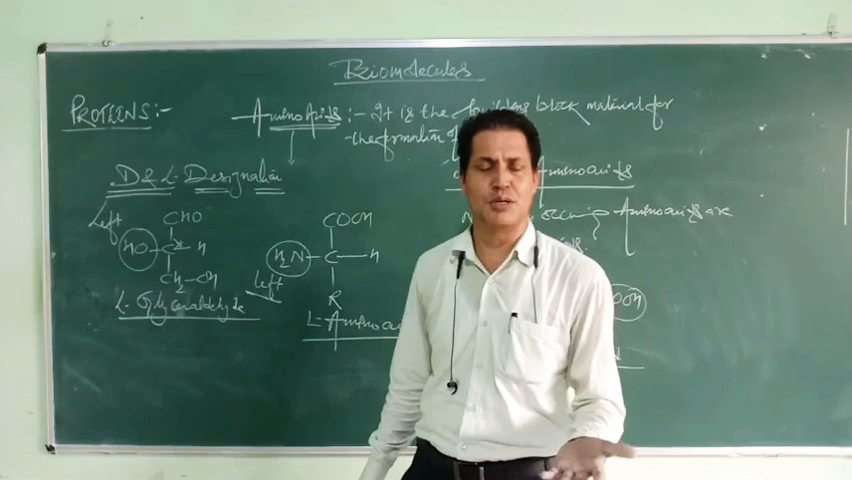 Biomolecules
PROTEINS:-
Amino Acids :- It is the building block material for
the formation of
D & L-Designation
Amino acids
Left
CHO
HO-C-H
CH2-OH
L-Glyceraldehyde
COOH
H2N-C-H
Left
R
L-Amino aci
Amino acids are
COOH